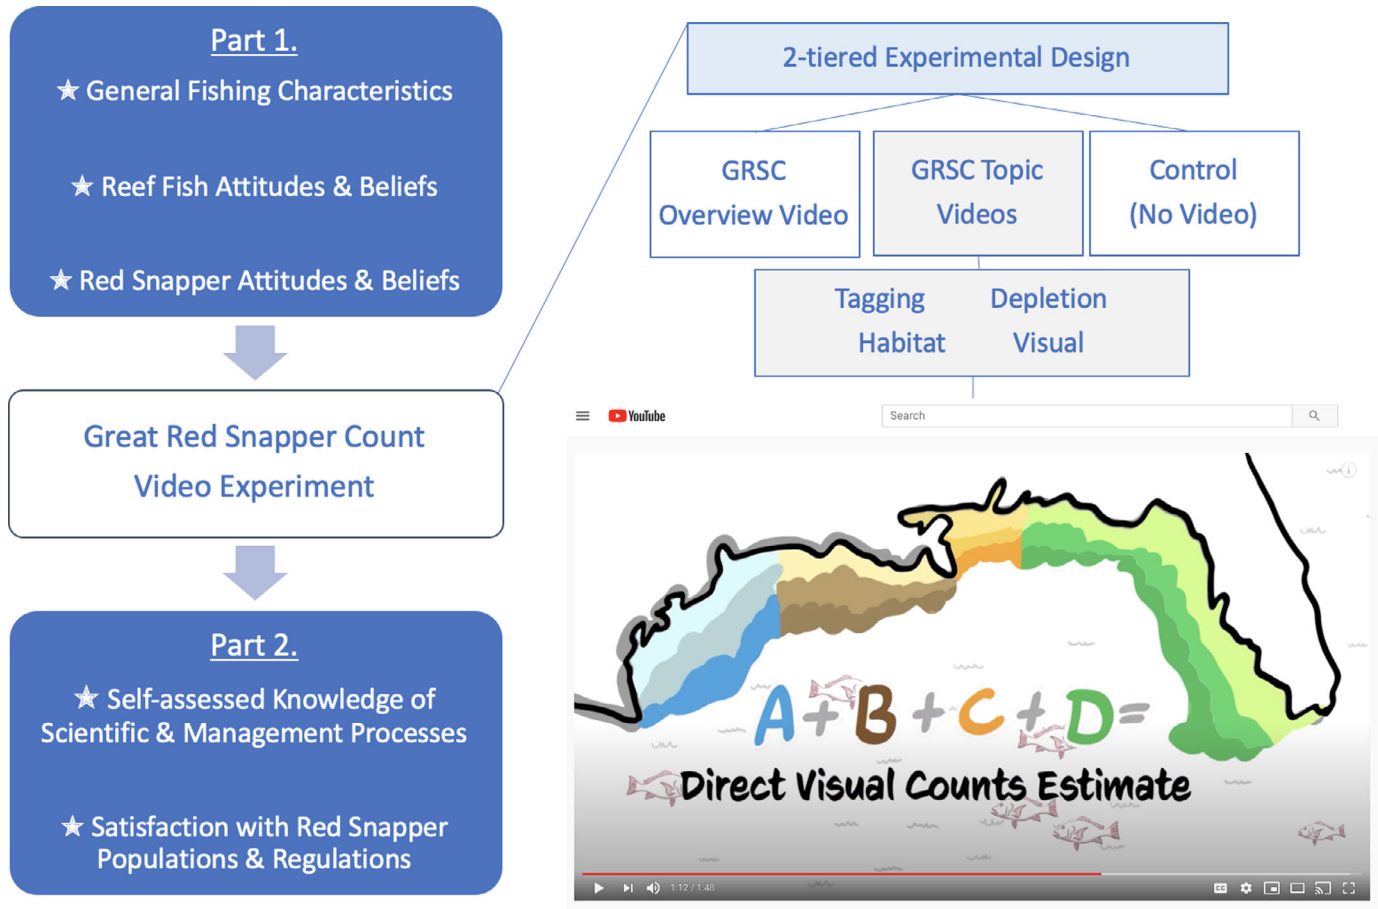 Part 1.
✯ General Fishing Characteristics
✯ Reef Fish Attitudes & Beliefs
✯ Red Snapper Attitudes & Beliefs
Great Red Snapper Count
Video Experiment
Part 2.
✯ Self-assessed Knowledge of
Scientific & Management Processes
✯ Satisfaction with Red Snapper
Populations & Regulations
2-tiered Experimental Design
GRSC
Overview Video
GRSC Topic
Videos
Control
(No Video)
Tagging Depletion
Habitat Visual
YouTube
Search
A+B+C+D=
Direct Visual Counts Estimate
1:12 / 1:48
CC